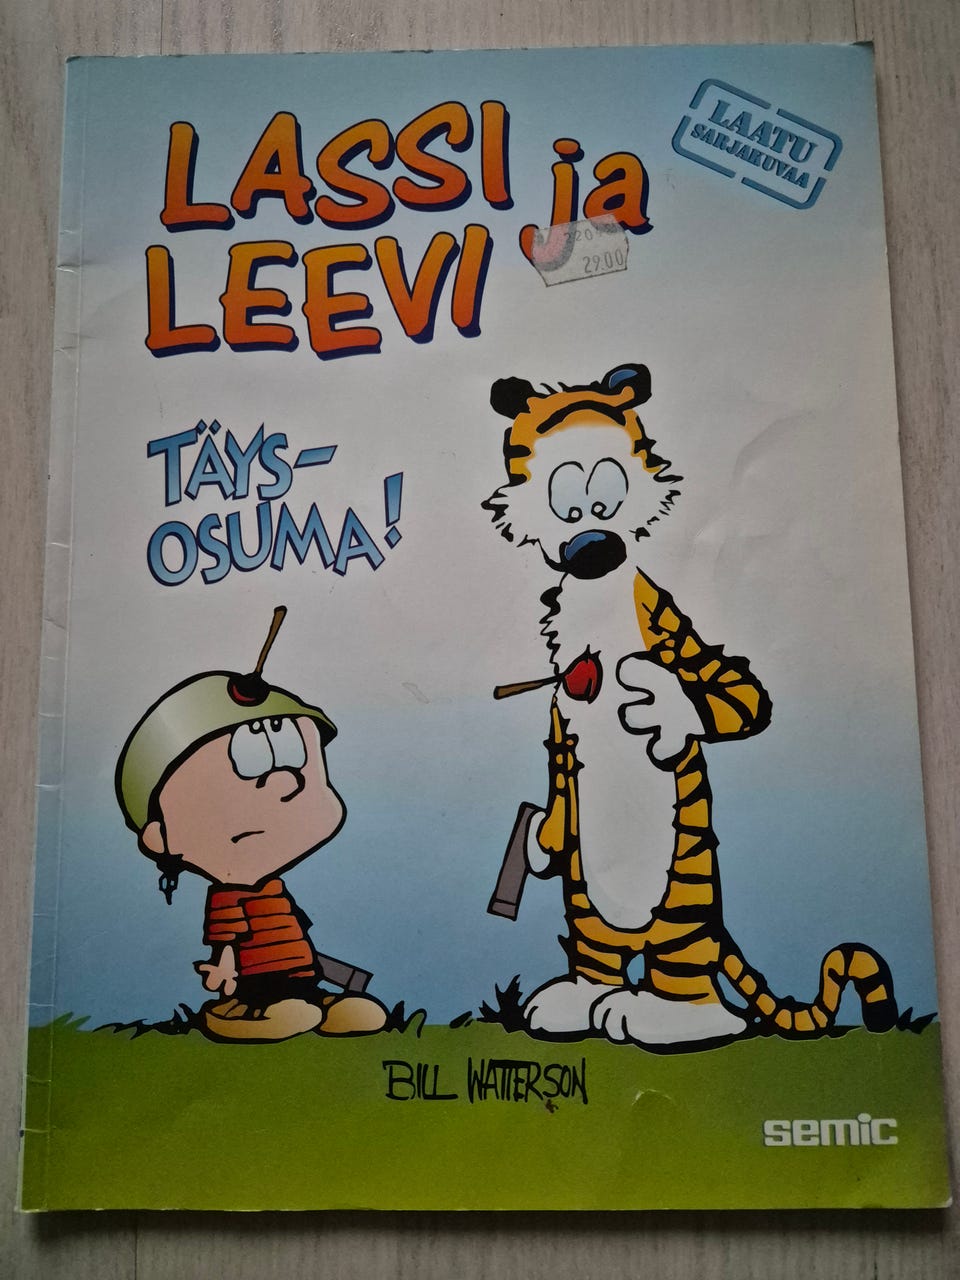 LASSI ja
LEEVI
LAATU
SARJAKUVAA
29.00
TÄYS-
OSUMA!
BILL WATTERSON
semic